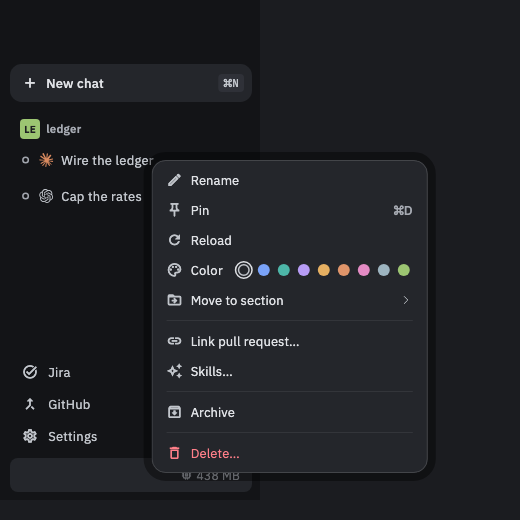 New chat ⌘N
LE ledger
Wire the ledger
Cap the rates
Rename
Pin ⌘D
Reload
Color
Move to section
Link pull request...
Skills...
Archive
Delete...
Jira
GitHub
Settings
438 MB